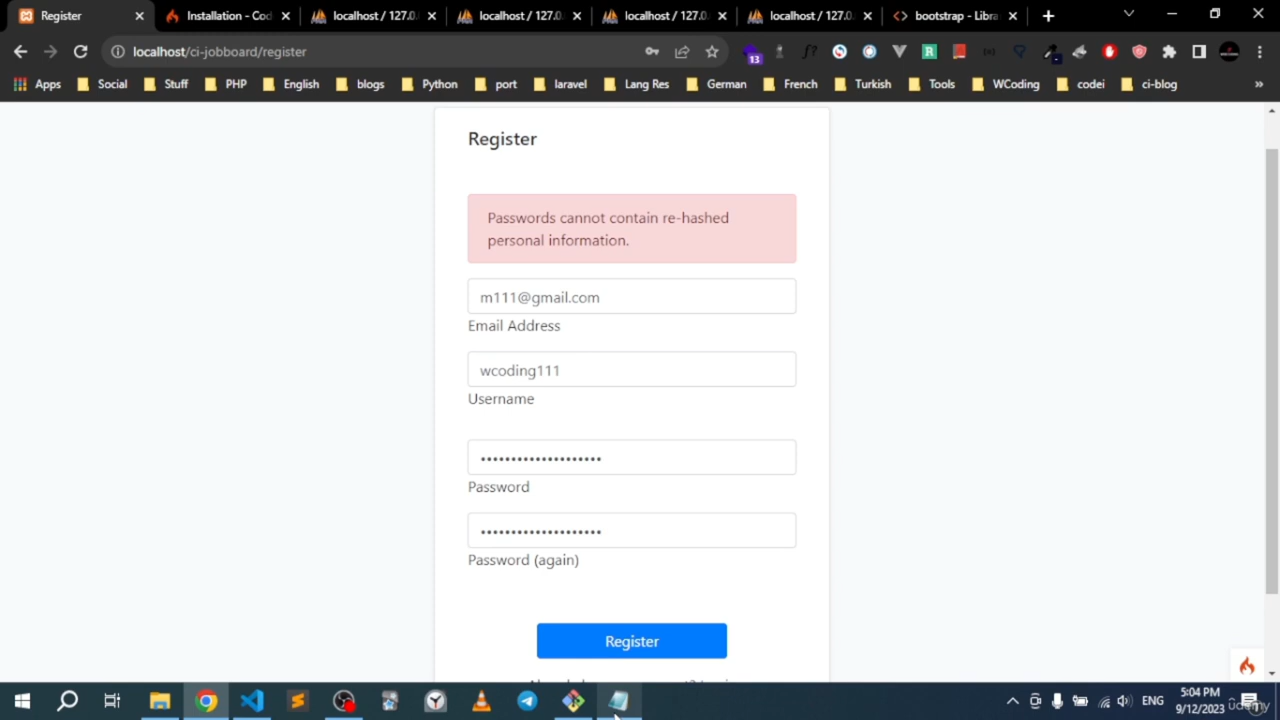 Register
Installation - Cod
localhost / 127.0.
localhost / 127.0.
localhost / 127.0.
localhost / 127.0.
bootstrap - Libra
localhost/ci-jobboard/register
13
Apps
Social
Stuff
PHP
English
blogs
Python
port
laravel
Lang Res
German
French
Turkish
Tools
WCoding
codei
ci-blog
»
Register
Passwords cannot contain re-hashed
personal information.
m111@gmail.com
Email Address
wcoding111
Username
••••••••••••••••••••
Password
••••••••••••••••••••
Password (again)
Register
ENG
5:04 PM
9/12/2023
udemy